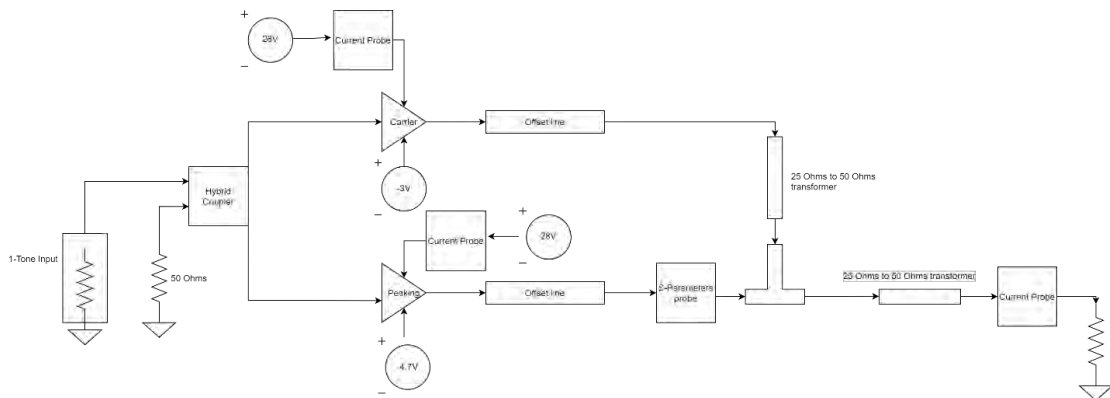 +
28V
−
Current Probe
Carrier
Offset line
+
-3V
−
25 Ohms to 50 Ohms
transformer
Hybrid
Coupler
1-Tone Input
50 Ohms
Current Probe
+
28V
−
Peaking
Offset line
S-Parameters
probe
25 Ohms to 50 Ohms transformer
Current Probe
+
-4.7V
−